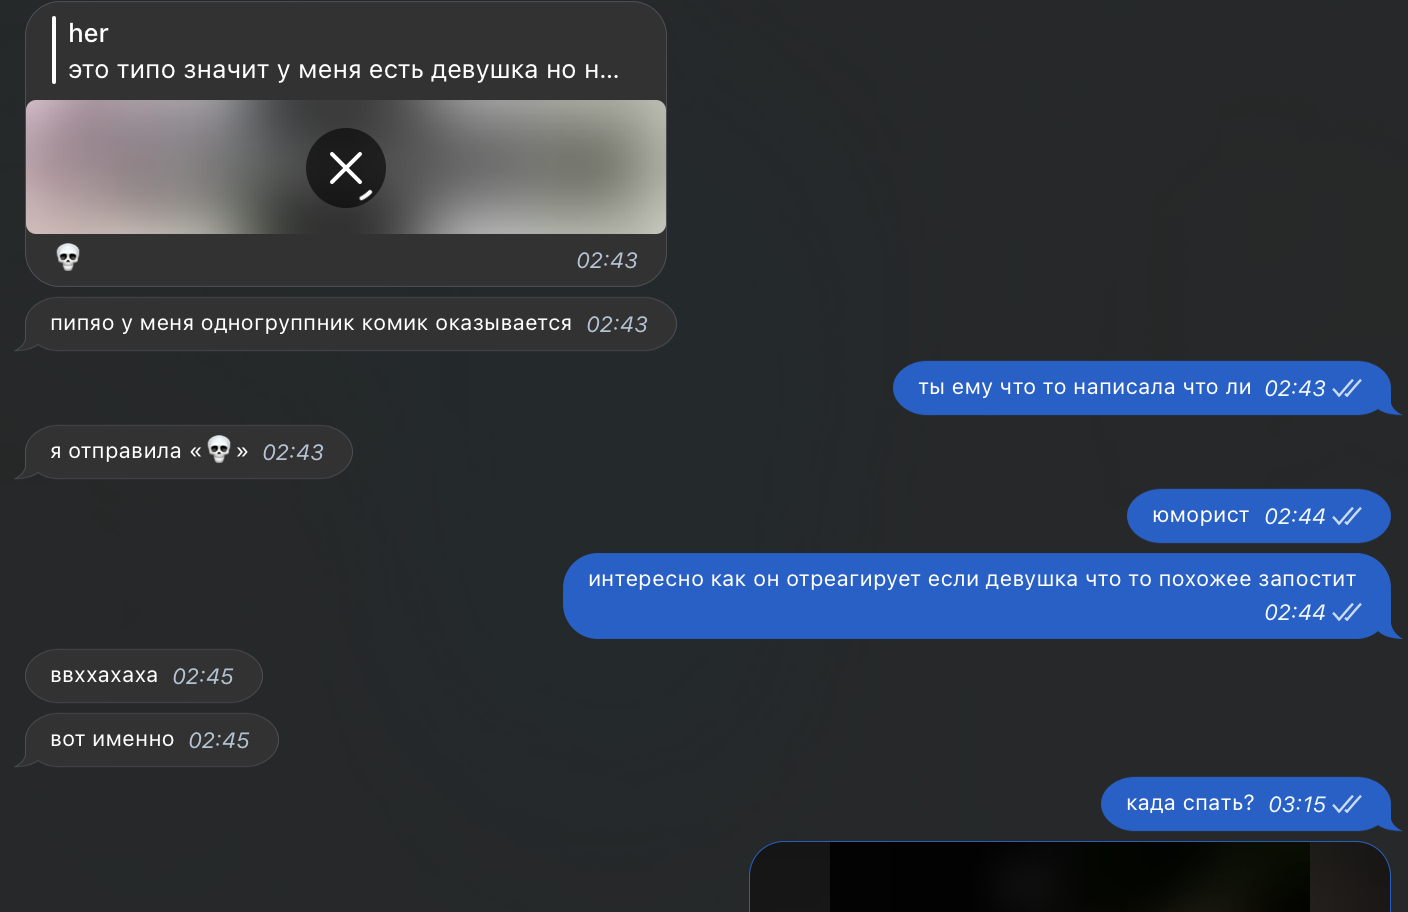 her
это типо значит у меня есть девушка но н...
💀 02:43
пипяо у меня одногруппник комик оказывается 02:43
ты ему что то написала что ли 02:43
я отправила «💀» 02:43
юморист 02:44
интересно как он отреагирует если девушка что то похожее запостит
02:44
ввххахаха 02:45
вот именно 02:45
када спать? 03:15